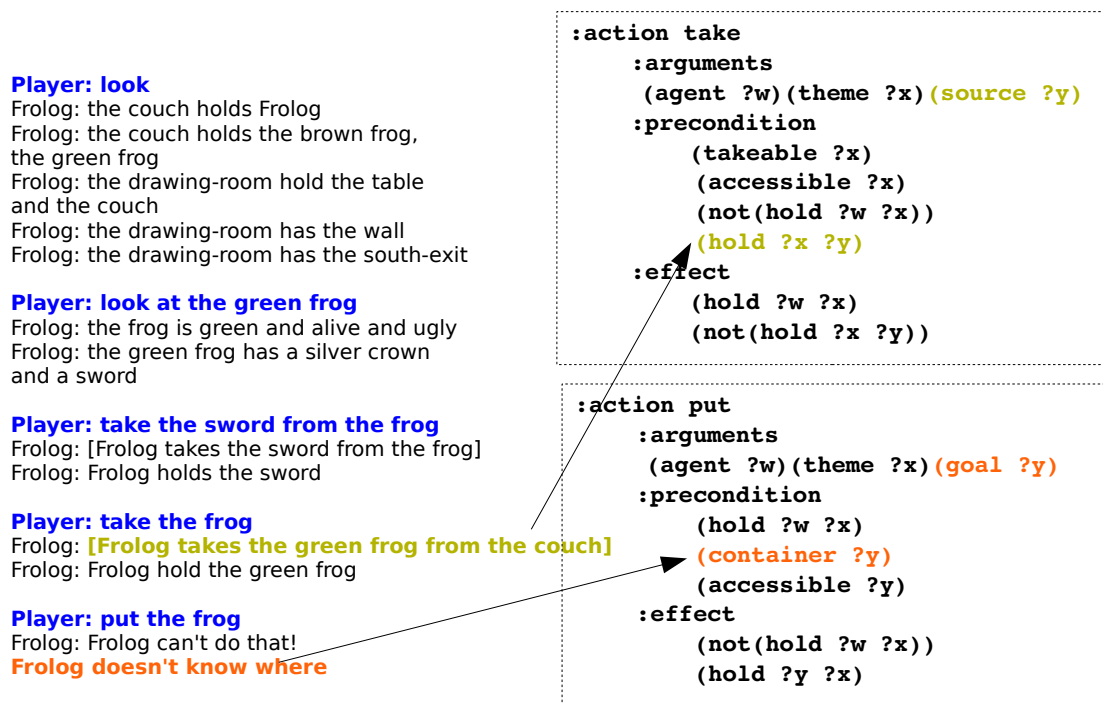 Player: look
Frolog: the couch holds Frolog
Frolog: the couch holds the brown frog,
the green frog
Frolog: the drawing-room hold the table
and the couch
Frolog: the drawing-room has the wall
Frolog: the drawing-room has the south-exit
Player: look at the green frog
Frolog: the frog is green and alive and ugly
Frolog: the green frog has a silver crown
and a sword
Player: take the sword from the frog
Frolog: [Frolog takes the sword from the frog]
Frolog: Frolog holds the sword
Player: take the frog
Frolog: [Frolog takes the green frog from the couch]
Frolog: Frolog hold the green frog
Player: put the frog
Frolog: Frolog can't do that!
Frolog doesn't know where
:action take
:arguments
(agent ?w)(theme ?x)(source ?y)
:precondition
(takeable ?x)
(accessible ?x)
(not(hold ?w ?x))
(hold ?x ?y)
:effect
(hold ?w ?x)
(not(hold ?x ?y))
:action put
:arguments
(agent ?w)(theme ?x)(goal ?y)
:precondition
(hold ?w ?x)
(container ?y)
(accessible ?y)
:effect
(not(hold ?w ?x))
(hold ?y ?x)